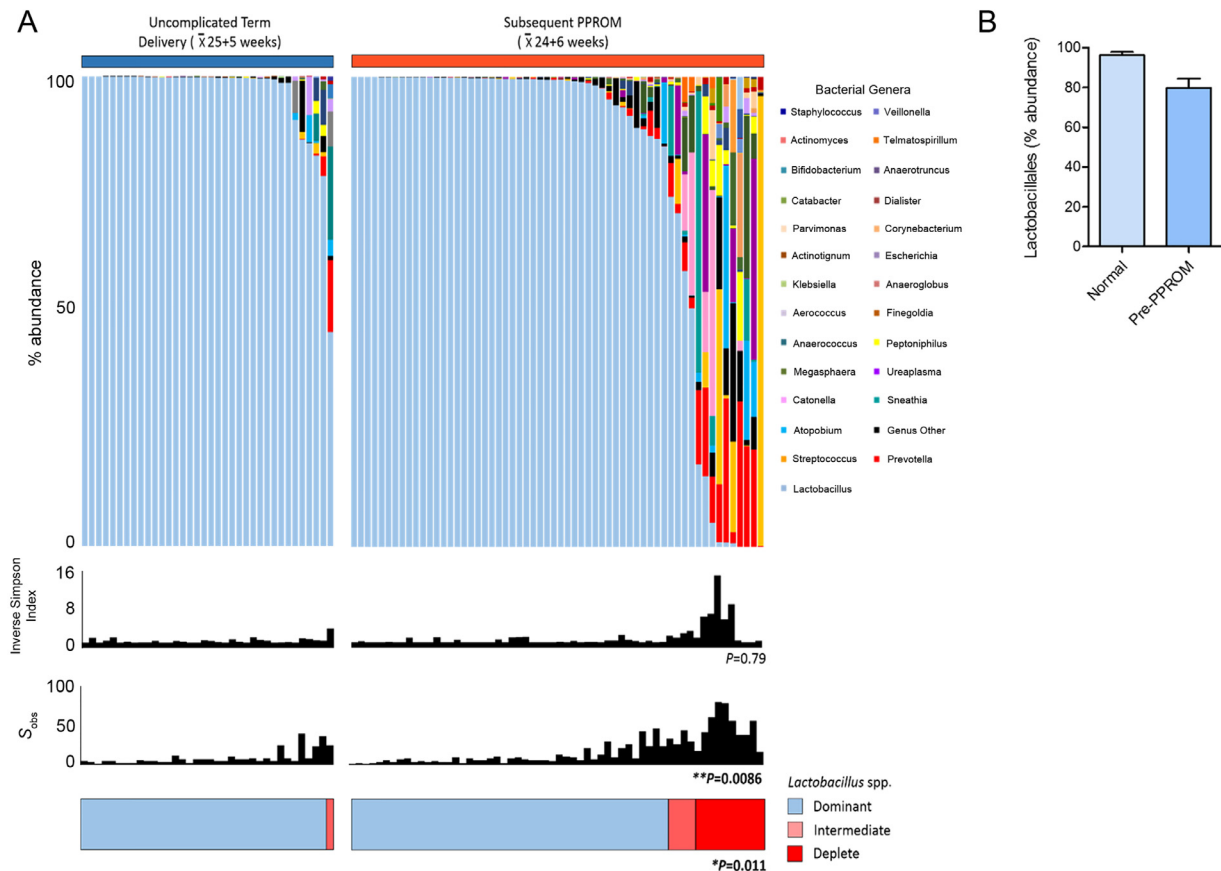 A
B
Uncomplicated Term
Delivery ( x̄ 25+5 weeks)
Subsequent PPROM
( x̄ 24+6 weeks)
100
50
0
% abundance
Bacterial Genera
Staphylococcus
Veillonella
Actinomyces
Telmatospirillum
Bifidobacterium
Anaerotruncus
Catabacter
Dialister
Parvimonas
Corynebacterium
Actinotignum
Escherichia
Klebsiella
Anaeroglobus
Aerococcus
Finegoldia
Anaerococcus
Peptoniphilus
Megasphaera
Ureaplasma
Catonella
Sneathia
Atopobium
Genus Other
Streptococcus
Prevotella
Lactobacillus
Lactobacillales (% abundance)
100
80
60
40
20
0
Normal
Pre-PPROM
Inverse Simpson
Index
16
8
0
P=0.79
Sobs
100
50
0
**P=0.0086
Lactobacillus spp.
Dominant
Intermediate
Deplete
*P=0.011